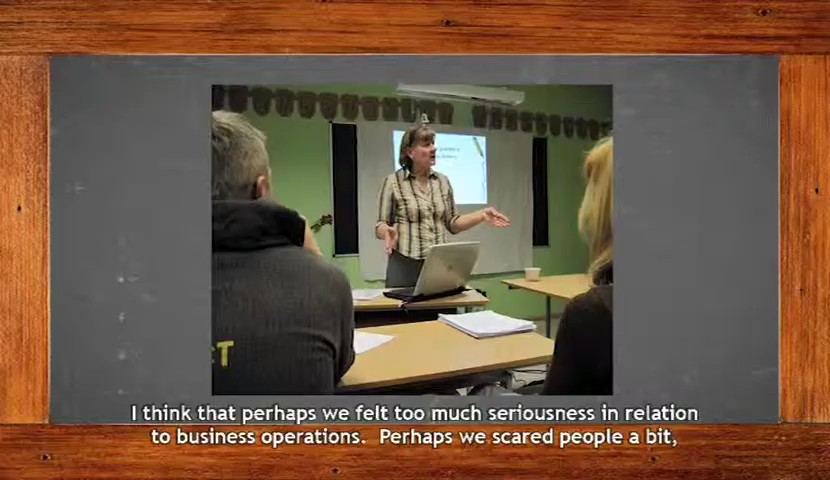 I think that perhaps we felt too much seriousness in relation
to business operations.  Perhaps we scared people a bit,